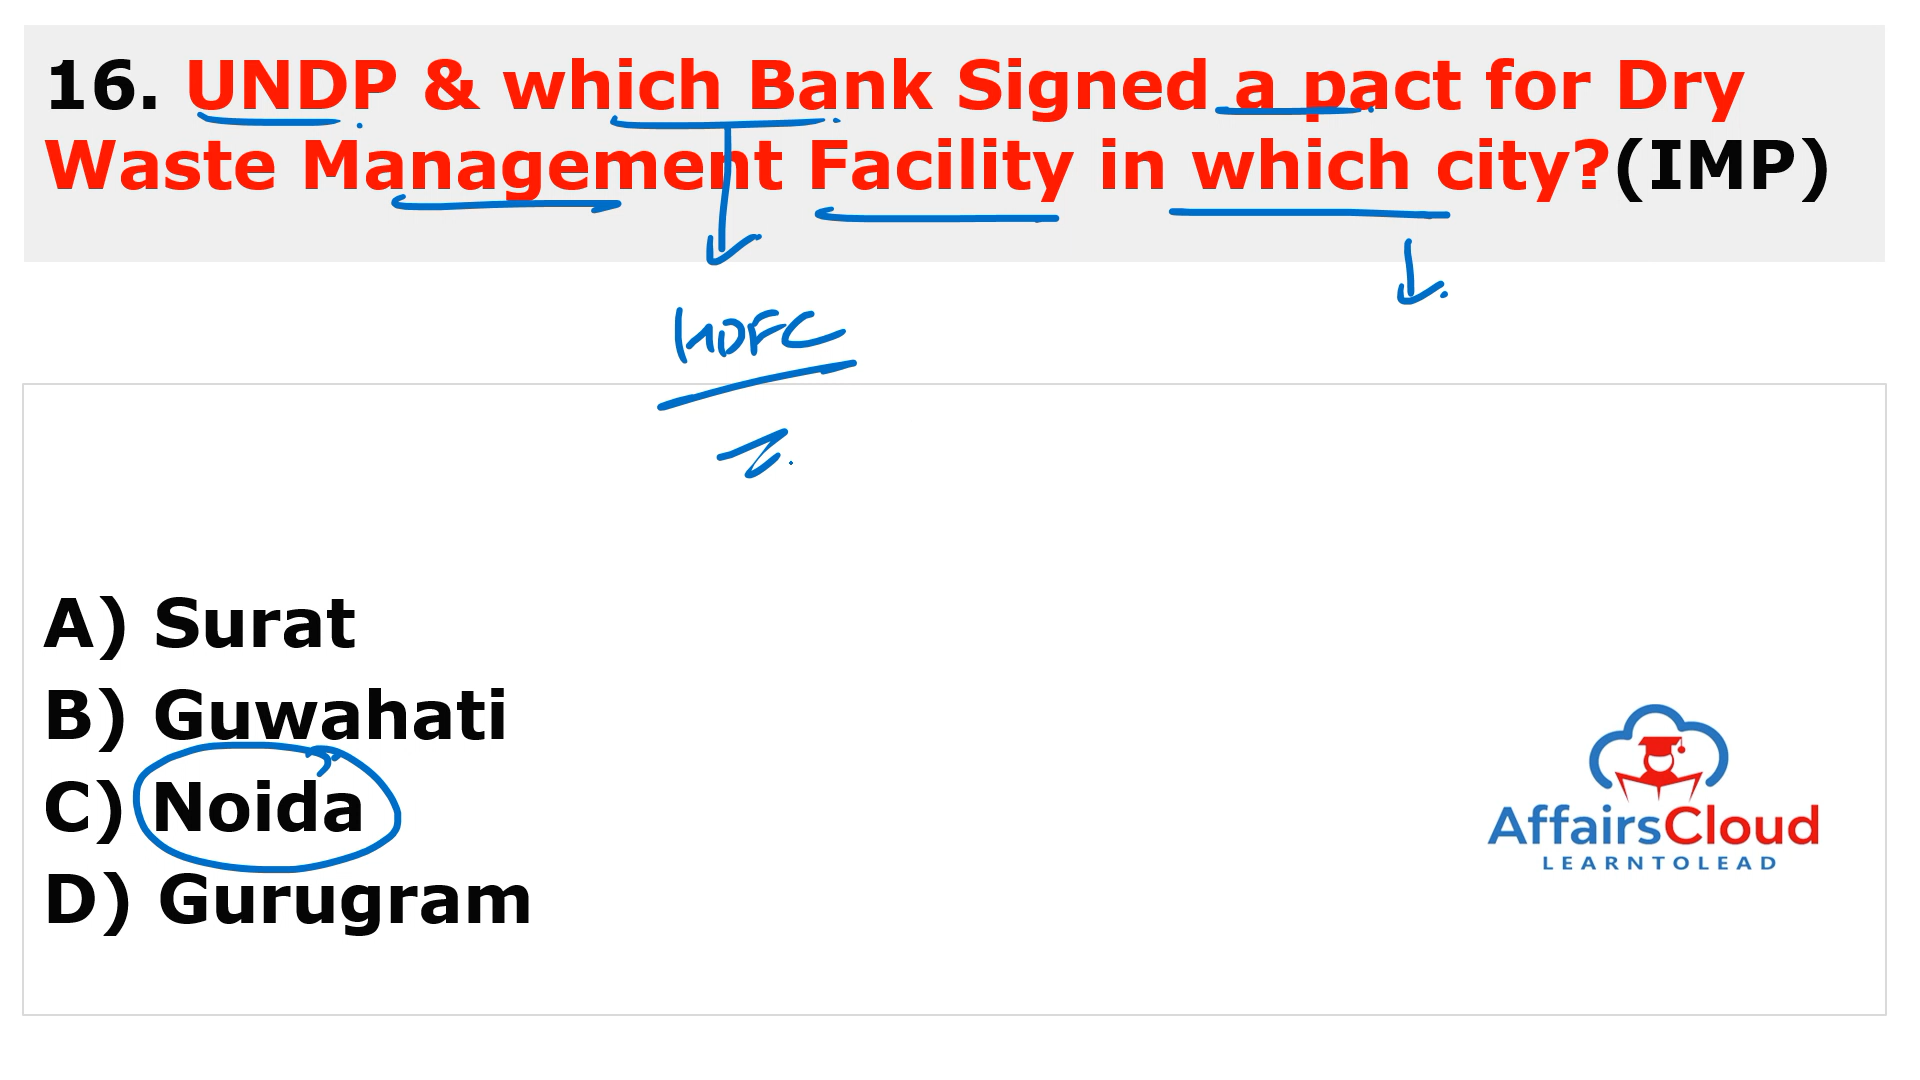 16. UNDP & which Bank Signed a pact for Dry
Waste Management Facility in which city?(IMP)
HDFC
A) Surat
B) Guwahati
C) Noida
D) Gurugram
AffairsCloud
LEARNTOLEAD